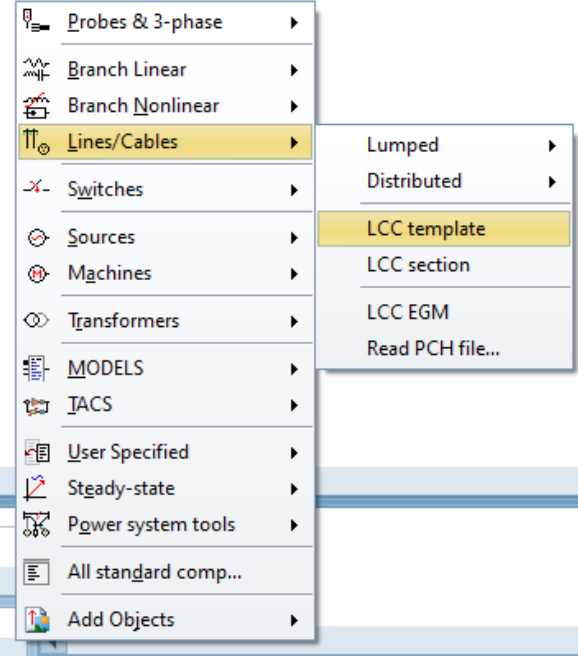 Probes & 3-phase
Branch Linear
Branch Nonlinear
Lines/Cables
Switches
Sources
Machines
Transformers
MODELS
TACS
User Specified
Steady-state
Power system tools
All standard comp...
Add Objects
Lumped
Distributed
LCC template
LCC section
LCC EGM
Read PCH file...